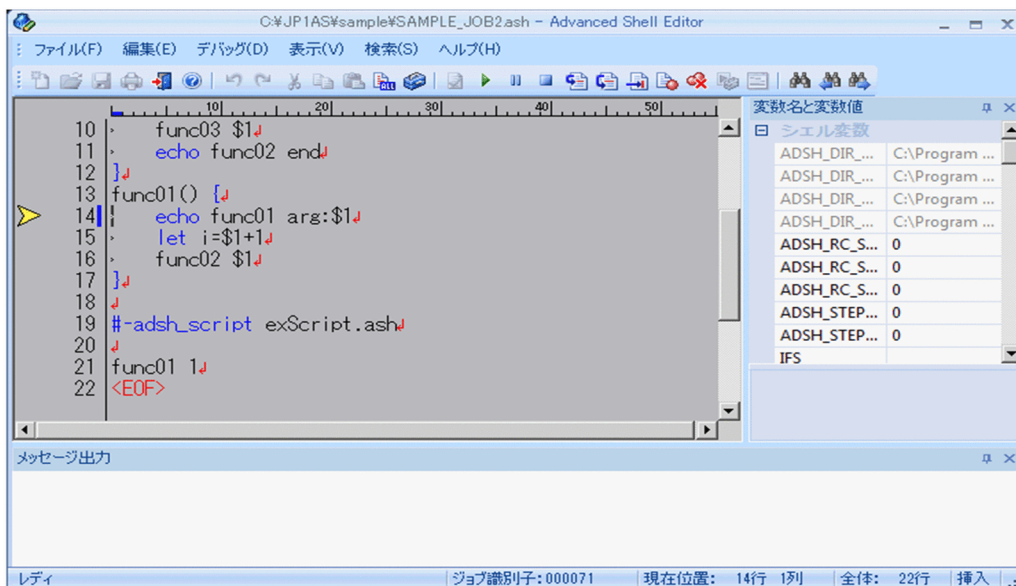 C:¥JP1AS¥sample¥SAMPLE_JOB2.ash - Advanced Shell Editor
ファイル(F) 編集(E) デバッグ(D) 表示(V) 検索(S) ヘルプ(H)
ALL
10 20 30 40 50
10 func03 $1
11 echo func02 end
12 }
13 func01() {
14 echo func01 arg:$1
15 let i=$1+1
16 func02 $1
17 }
18
19 #-adsh_script exScript.ash
20
21 func01 1
22 <EOF>
変数名と変数値
シェル変数
ADSH_DIR_... C:\Program ...
ADSH_DIR_... C:\Program ...
ADSH_DIR_... C:\Program ...
ADSH_DIR_... C:\Program ...
ADSH_RC_S... 0
ADSH_RC_S... 0
ADSH_RC_S... 0
ADSH_STEP... 0
ADSH_STEP... 0
IFS
メッセージ出力
レディ ジョブ識別子:000071 現在位置: 14行 1列 全体: 22行 挿入